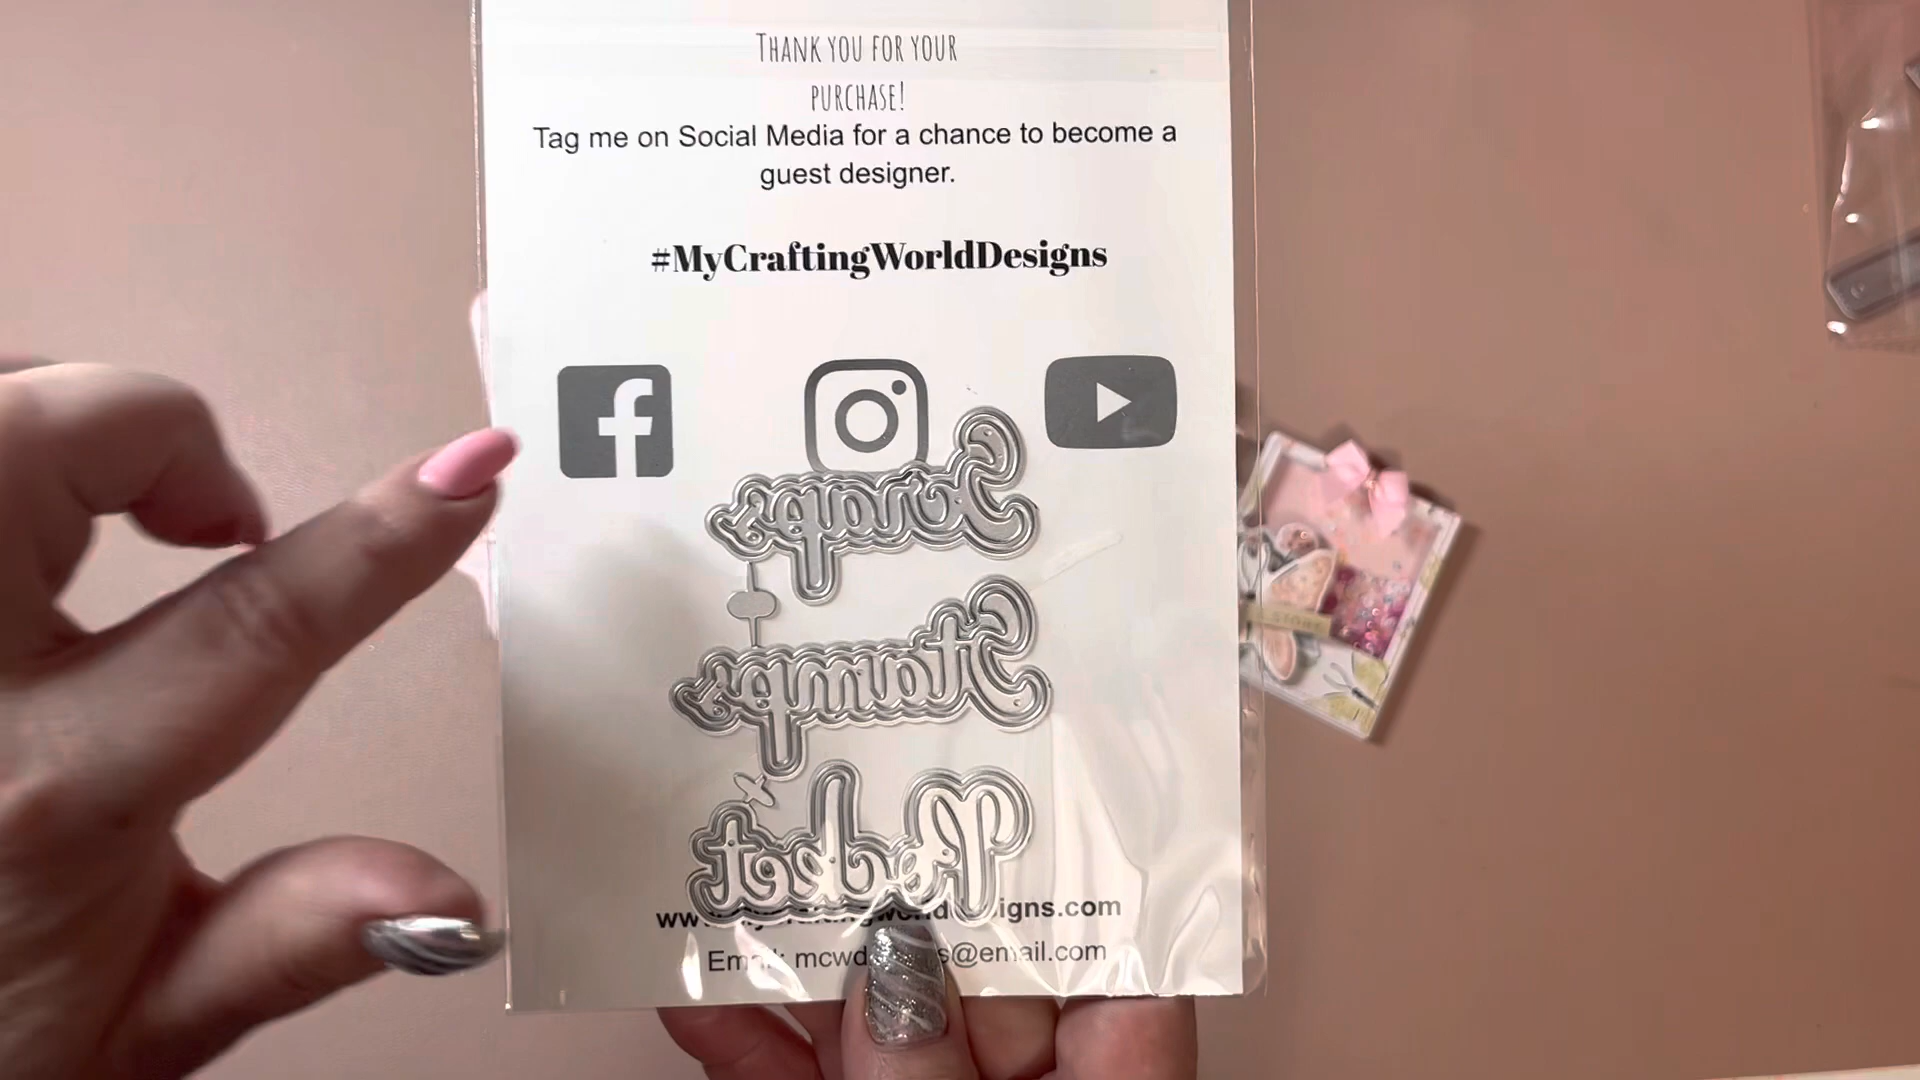 THANK YOU FOR YOUR
PURCHASE!
Tag me on Social Media for a chance to become a
guest designer.
#MyCraftingWorldDesigns
Scraps
Stamps
Pocket
igns.com
@email.com